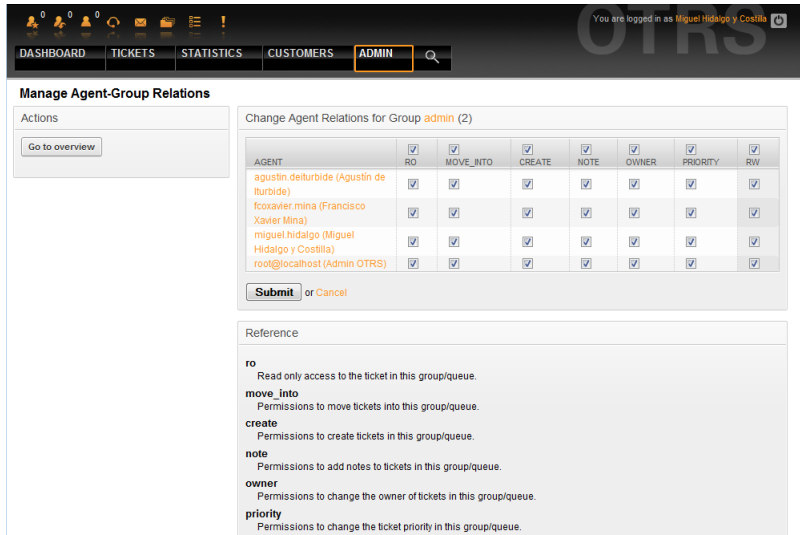 0 0 0
You are logged in as Miguel Hidalgo y Costilla
OTRS
DASHBOARD TICKETS STATISTICS CUSTOMERS ADMIN
Manage Agent-Group Relations
Actions
Go to overview
Change Agent Relations for Group admin (2)
AGENT RO MOVE_INTO CREATE NOTE OWNER PRIORITY RW
agustin.deiturbide (Agustín de
Iturbide)
fcoxavier.mina (Francisco
Xavier Mina)
miguel.hidalgo (Miguel
Hidalgo y Costilla)
root@localhost (Admin OTRS)
Submit or Cancel
Reference
ro
Read only access to the ticket in this group/queue.
move_into
Permissions to move tickets into this group/queue.
create
Permissions to create tickets in this group/queue.
note
Permissions to add notes to tickets in this group/queue.
owner
Permissions to change the owner of tickets in this group/queue.
priority
Permissions to change the ticket priority in this group/queue.